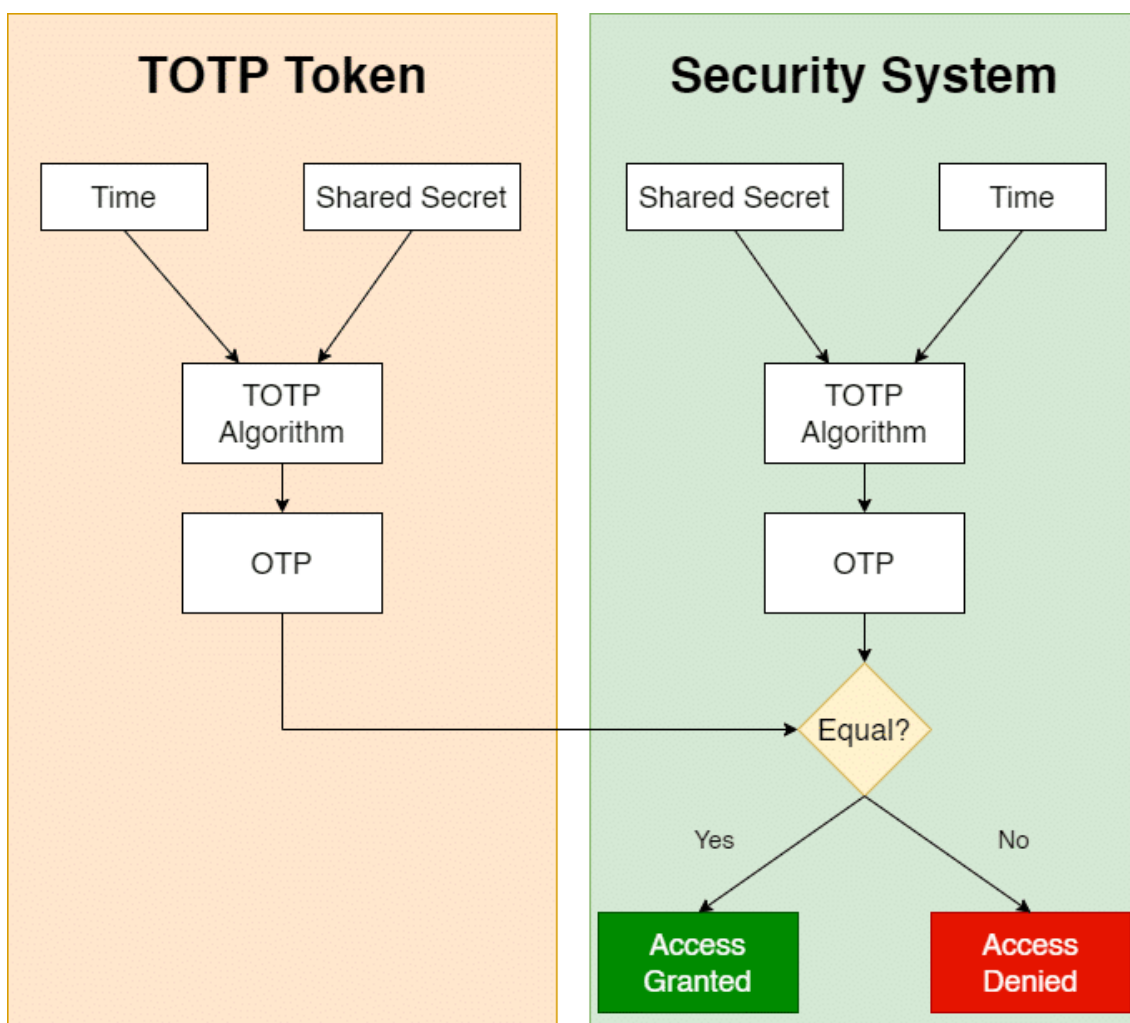 TOTP Token
Time
Shared Secret
TOTP
Algorithm
OTP
Security System
Shared Secret
Time
TOTP
Algorithm
OTP
Equal?
Yes
No
Access
Granted
Access
Denied